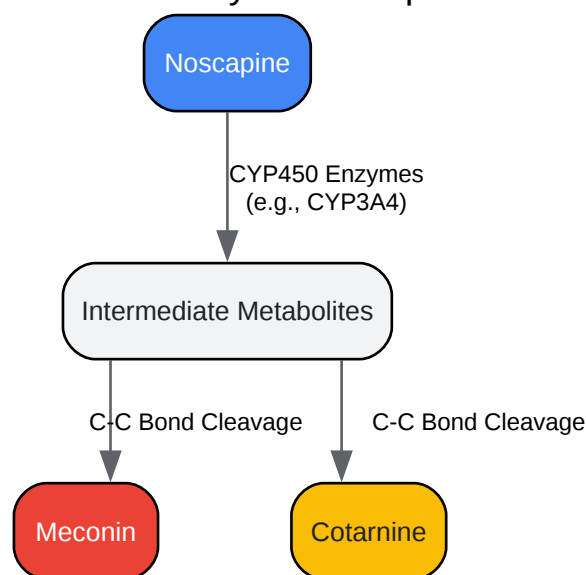 Noscapine
CYP450 Enzymes
(e.g., CYP3A4)
Intermediate Metabolites
C-C Bond Cleavage
C-C Bond Cleavage
Meconin
Cotarnine